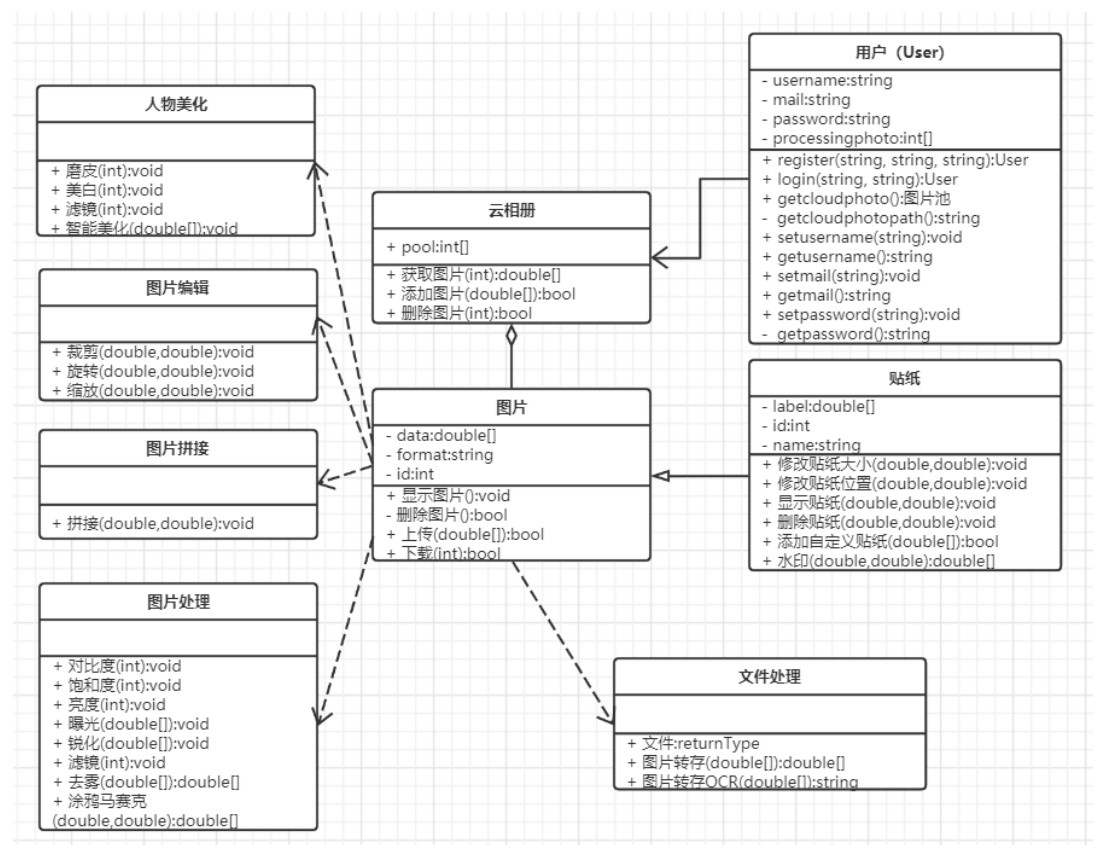 人物美化
+ 磨皮(int):void
+ 美白(int):void
+ 滤镜(int):void
+ 智能美化(double[]):void
图片编辑
+ 裁剪(double,double):void
+ 旋转(double,double):void
+ 缩放(double,double):void
图片拼接
+ 拼接(double,double):void
图片处理
+ 对比度(int):void
+ 饱和度(int):void
+ 亮度(int):void
+ 曝光(double[]):void
+ 锐化(double[]):void
+ 滤镜(int):void
+ 去雾(double[]):double[]
+ 涂鸦马赛克
(double,double):double[]
云相册
+ pool:int[]
+ 获取图片(int):double[]
+ 添加图片(double[]):bool
+ 删除图片(int):bool
图片
- data:double[]
- format:string
- id:int
+ 显示图片():void
- 删除图片():bool
+ 上传(double[]):bool
+ 下载(int):bool
用户（User）
- username:string
- mail:string
- password:string
- processingphoto:int[]
+ register(string, string, string):User
+ login(string, string):User
+ getcloudphoto():图片池
- getcloudphotopath():string
+ setusername(string):void
+ getusername():string
+ setmail(string):void
+ getmail():string
+ setpassword(string):void
- getpassword():string
贴纸
- label:double[]
- id:int
- name:string
+ 修改贴纸大小(double,double):void
+ 修改贴纸位置(double,double):void
+ 显示贴纸(double,double):void
+ 删除贴纸(double,double):void
+ 添加自定义贴纸(double[]):bool
+ 水印(double,double):double[]
文件处理
+ 文件:returnType
+ 图片转存(double[]):double[]
+ 图片转存OCR(double[]):string